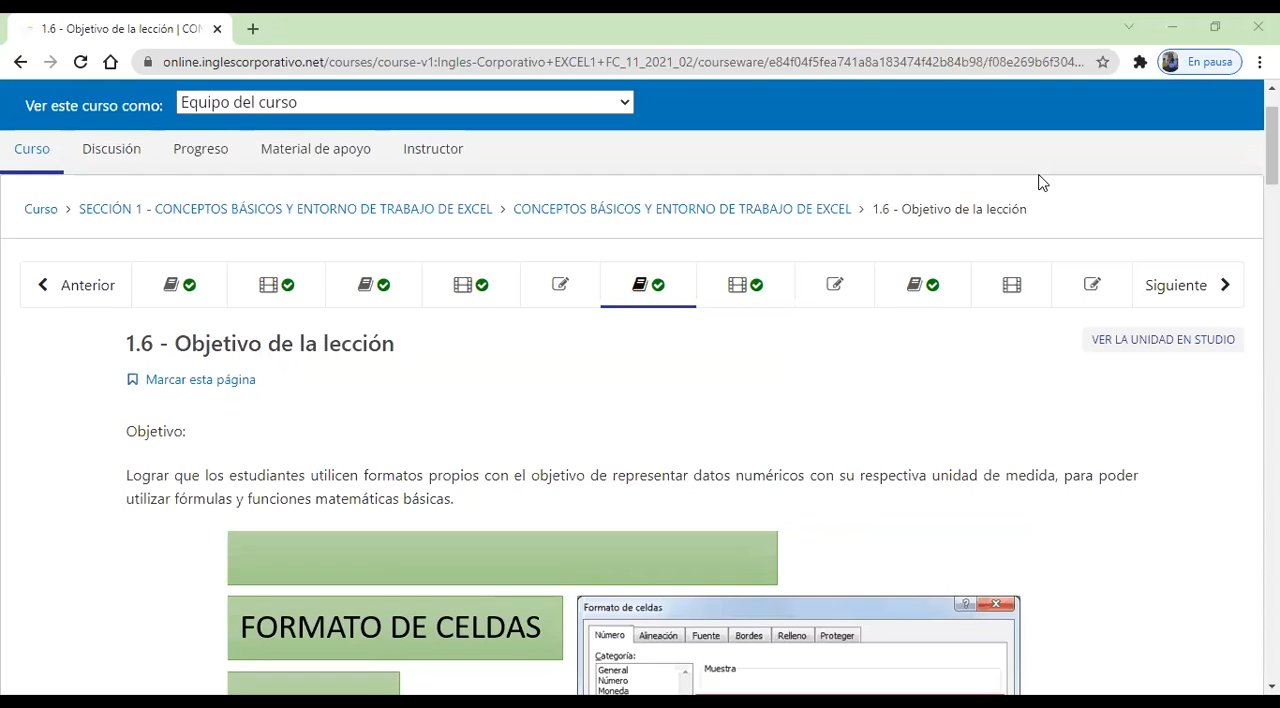 1.6 - Objetivo de la lección | CON
online.inglescorporativo.net/courses/course-v1:Ingles-Corporativo+EXCEL1+FC_11_2021_02/courseware/e84f04f5fea741a8a183474f42b84b98/f08e269b6f304...
En pausa
Ver este curso como:
Equipo del curso
Curso
Discusión
Progreso
Material de apoyo
Instructor
Curso > SECCIÓN 1 - CONCEPTOS BÁSICOS Y ENTORNO DE TRABAJO DE EXCEL > CONCEPTOS BÁSICOS Y ENTORNO DE TRABAJO DE EXCEL > 1.6 - Objetivo de la lección
Anterior
Siguiente
1.6 - Objetivo de la lección
VER LA UNIDAD EN STUDIO
Marcar esta página
Objetivo:
Lograr que los estudiantes utilicen formatos propios con el objetivo de representar datos numéricos con su respectiva unidad de medida, para poder
utilizar fórmulas y funciones matemáticas básicas.
FORMATO DE CELDAS
Formato de celdas
Número
Alineación
Fuente
Bordes
Relleno
Proteger
Categoría:
General
Número
Moneda
Muestra